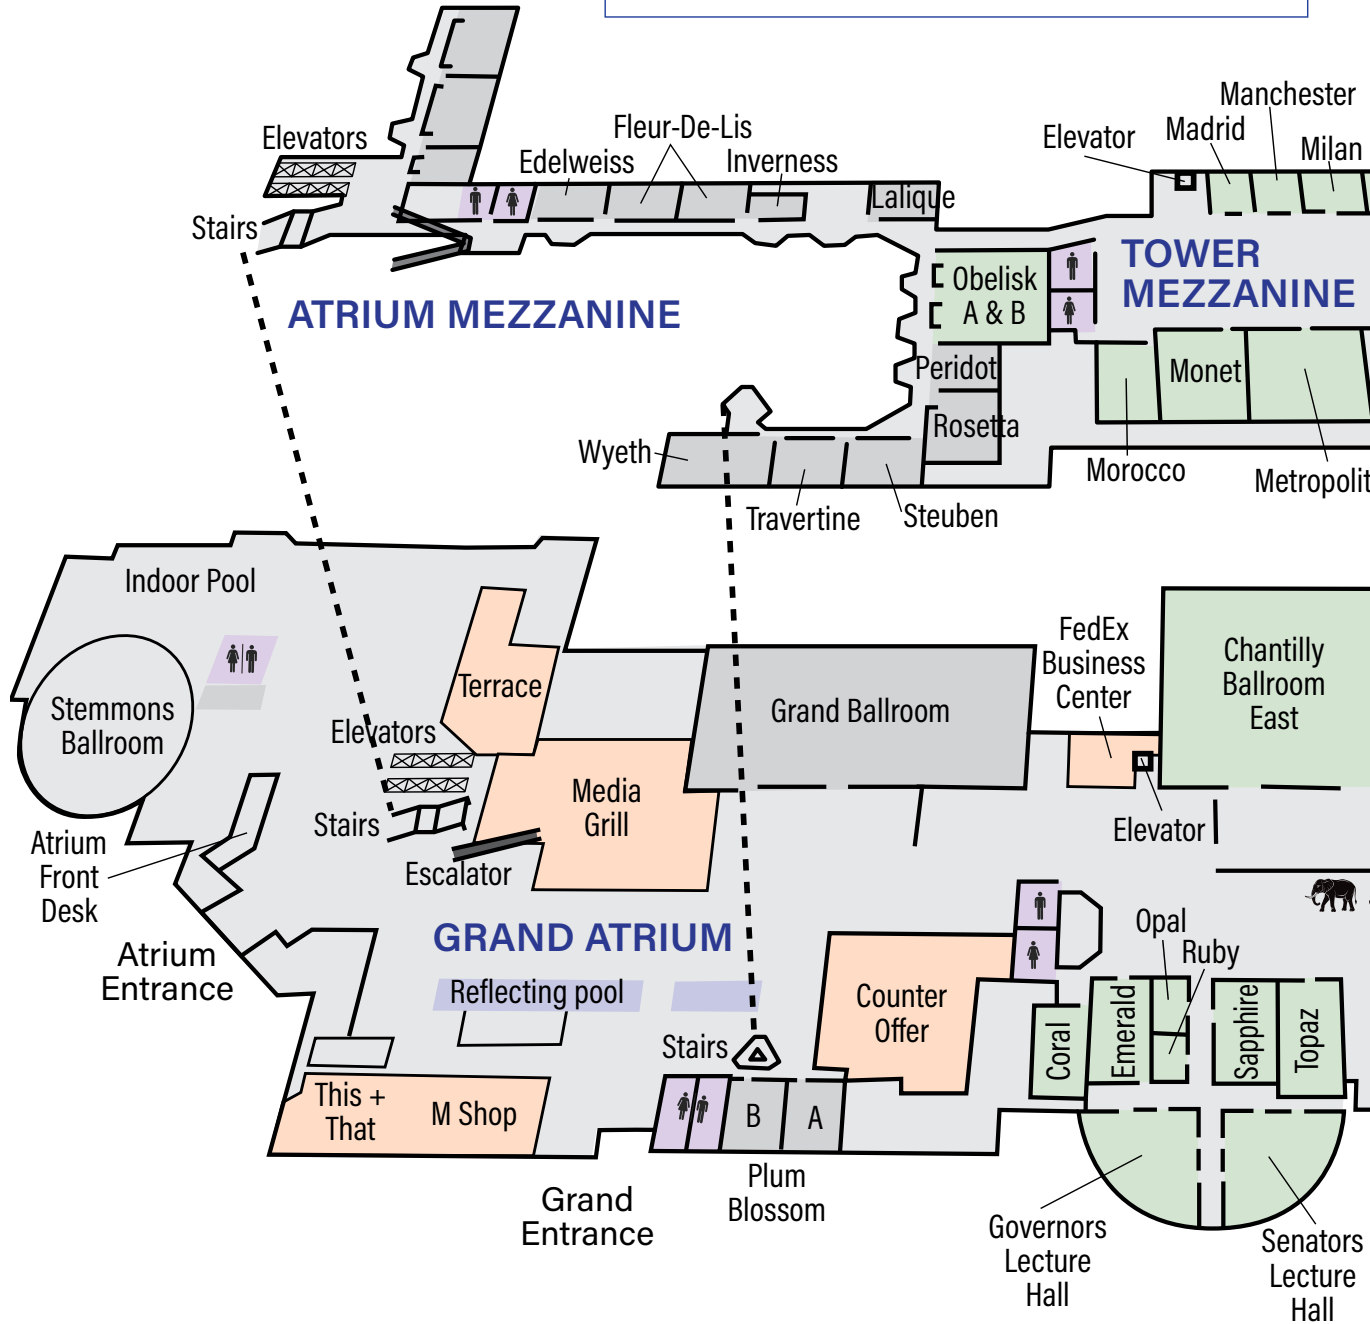 Manchester
Madrid
Milan
Elevator
Fleur-De-Lis
Elevators
Edelweiss
Inverness
Lalique
Stairs
TOWER
MEZZANINE
Obelisk
A & B
ATRIUM MEZZANINE
Peridot
Monet
Rosetta
Wyeth
Morocco
Metropolit
Travertine
Steuben
Indoor Pool
FedEx
Business
Center
Chantilly
Ballroom
East
Terrace
Stemmons
Ballroom
Grand Ballroom
Elevators
Media
Grill
Stairs
Elevator
Atrium
Front
Desk
Escalator
GRAND ATRIUM
Opal
Ruby
Atrium
Entrance
Reflecting pool
Counter
Offer
Coral
Emerald
Sapphire
Topaz
Stairs
This +
That
M Shop
B
A
Plum
Blossom
Grand
Entrance
Governors
Lecture
Hall
Senators
Lecture
Hall